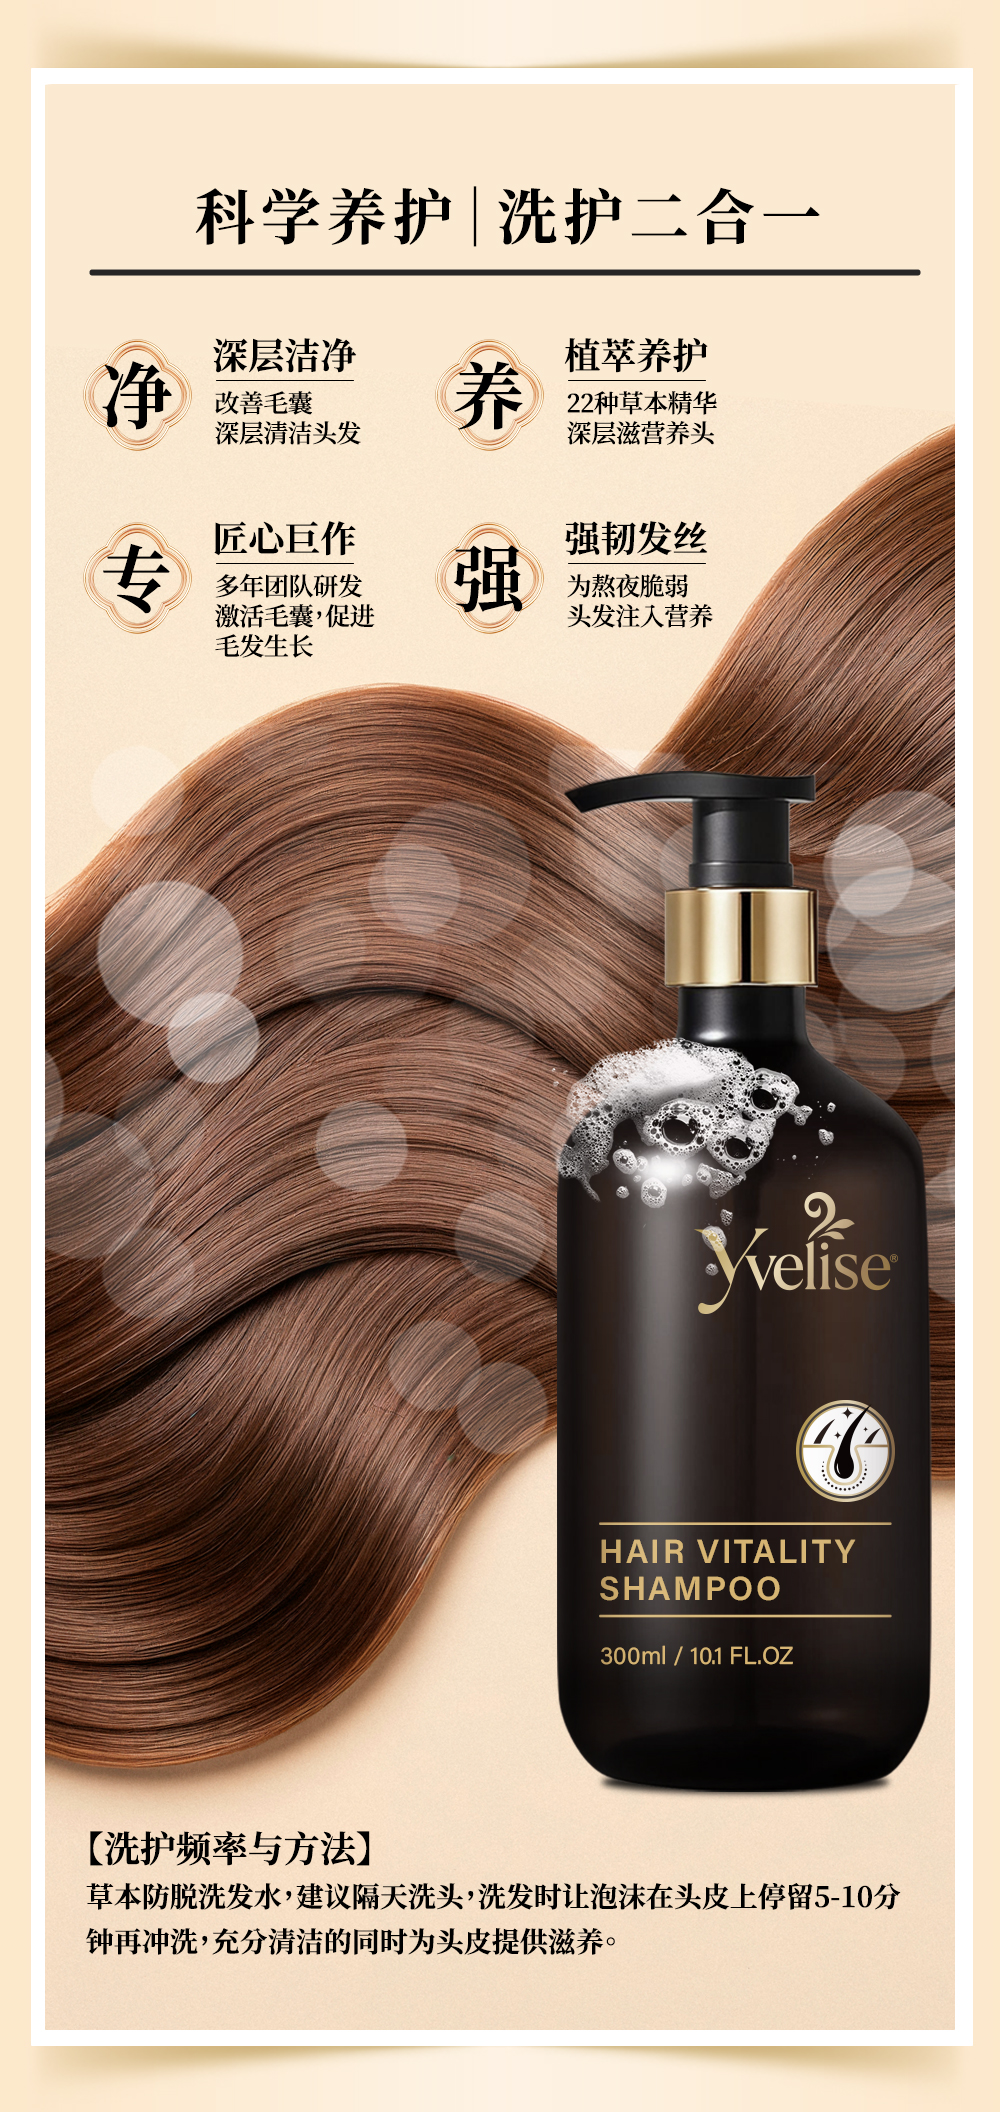 科学养护|洗护二合一
净
深层洁净
改善毛囊
深层清洁头发
养
植萃养护
22种草本精华
深层滋营养头
专
匠心巨作
多年团队研发
激活毛囊，促进
毛发生长
强
强韧发丝
为熬夜脆弱
头发注入营养
yvelise®
HAIR VITALITY
SHAMPOO
300ml / 10.1 FL.OZ
【洗护频率与方法】
草本防脱洗发水，建议隔天洗头，洗发时让泡沫在头皮上停留5-10分
钟再冲洗，充分清洁的同时为头皮提供滋养。